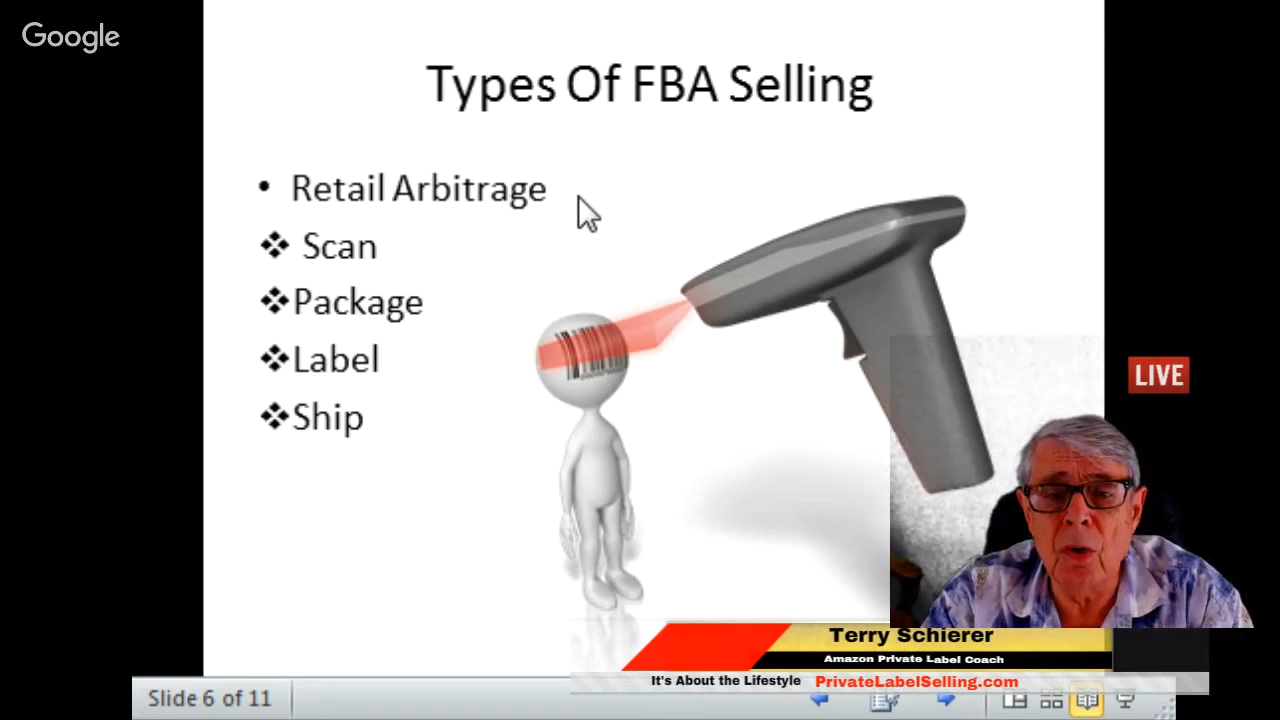 Google
Types Of FBA Selling
• Retail Arbitrage
❖ Scan
❖ Package
❖ Label
❖ Ship
LIVE
Terry Schierer
Amazon Private Label Coach
It's About the Lifestyle PrivateLabelSelling.com
Slide 6 of 11